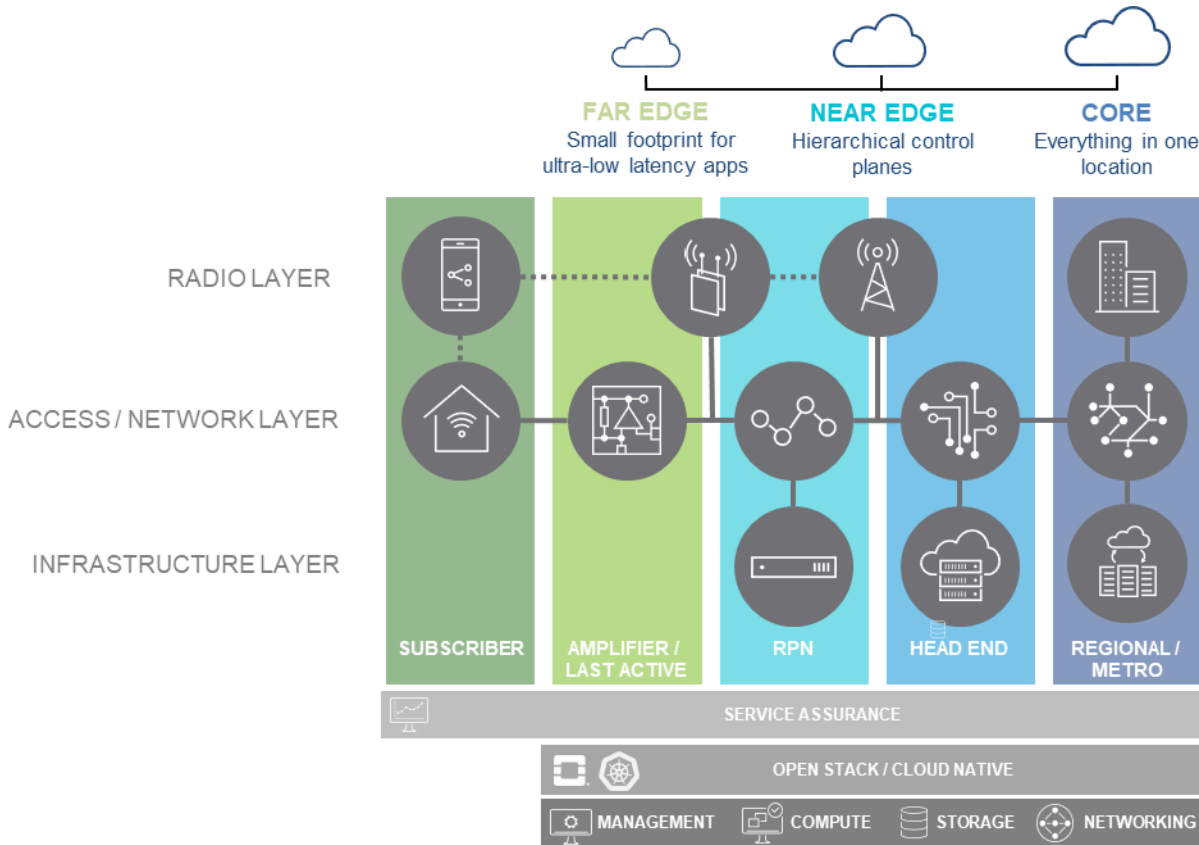 FAR EDGE
Small footprint for
ultra-low latency apps
NEAR EDGE
Hierarchical control
planes
CORE
Everything in one
location
RADIO LAYER
ACCESS / NETWORK LAYER
INFRASTRUCTURE LAYER
SUBSCRIBER
AMPLIFIER /
LAST ACTIVE
RPN
HEAD END
REGIONAL /
METRO
SERVICE ASSURANCE
OPEN STACK / CLOUD NATIVE
MANAGEMENT
COMPUTE
STORAGE
NETWORKING